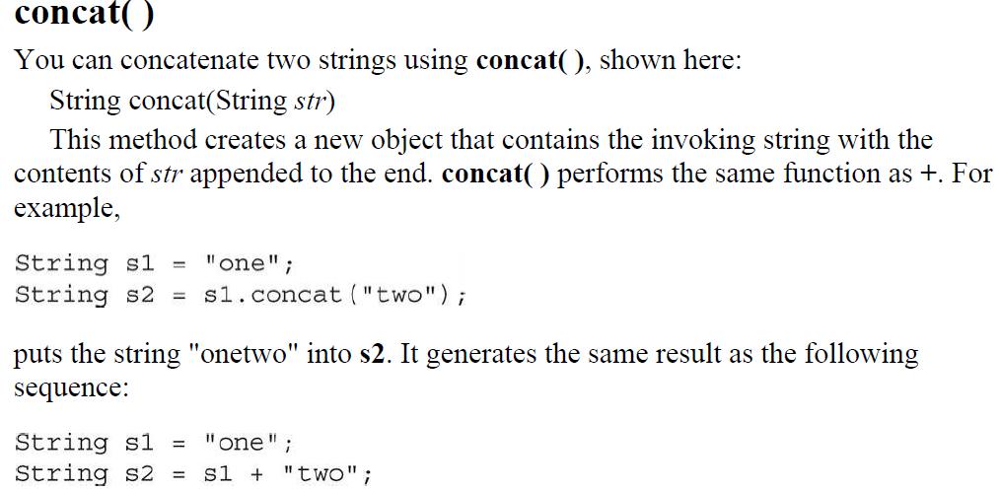 concat( )
You can concatenate two strings using concat( ), shown here:
String concat(String str)
This method creates a new object that contains the invoking string with the
contents of str appended to the end. concat( ) performs the same function as +. For
example,
String s1 = "one";
String s2 = s1.concat("two");
puts the string "onetwo" into s2. It generates the same result as the following
sequence:
String s1 = "one";
String s2 = s1 + "two";